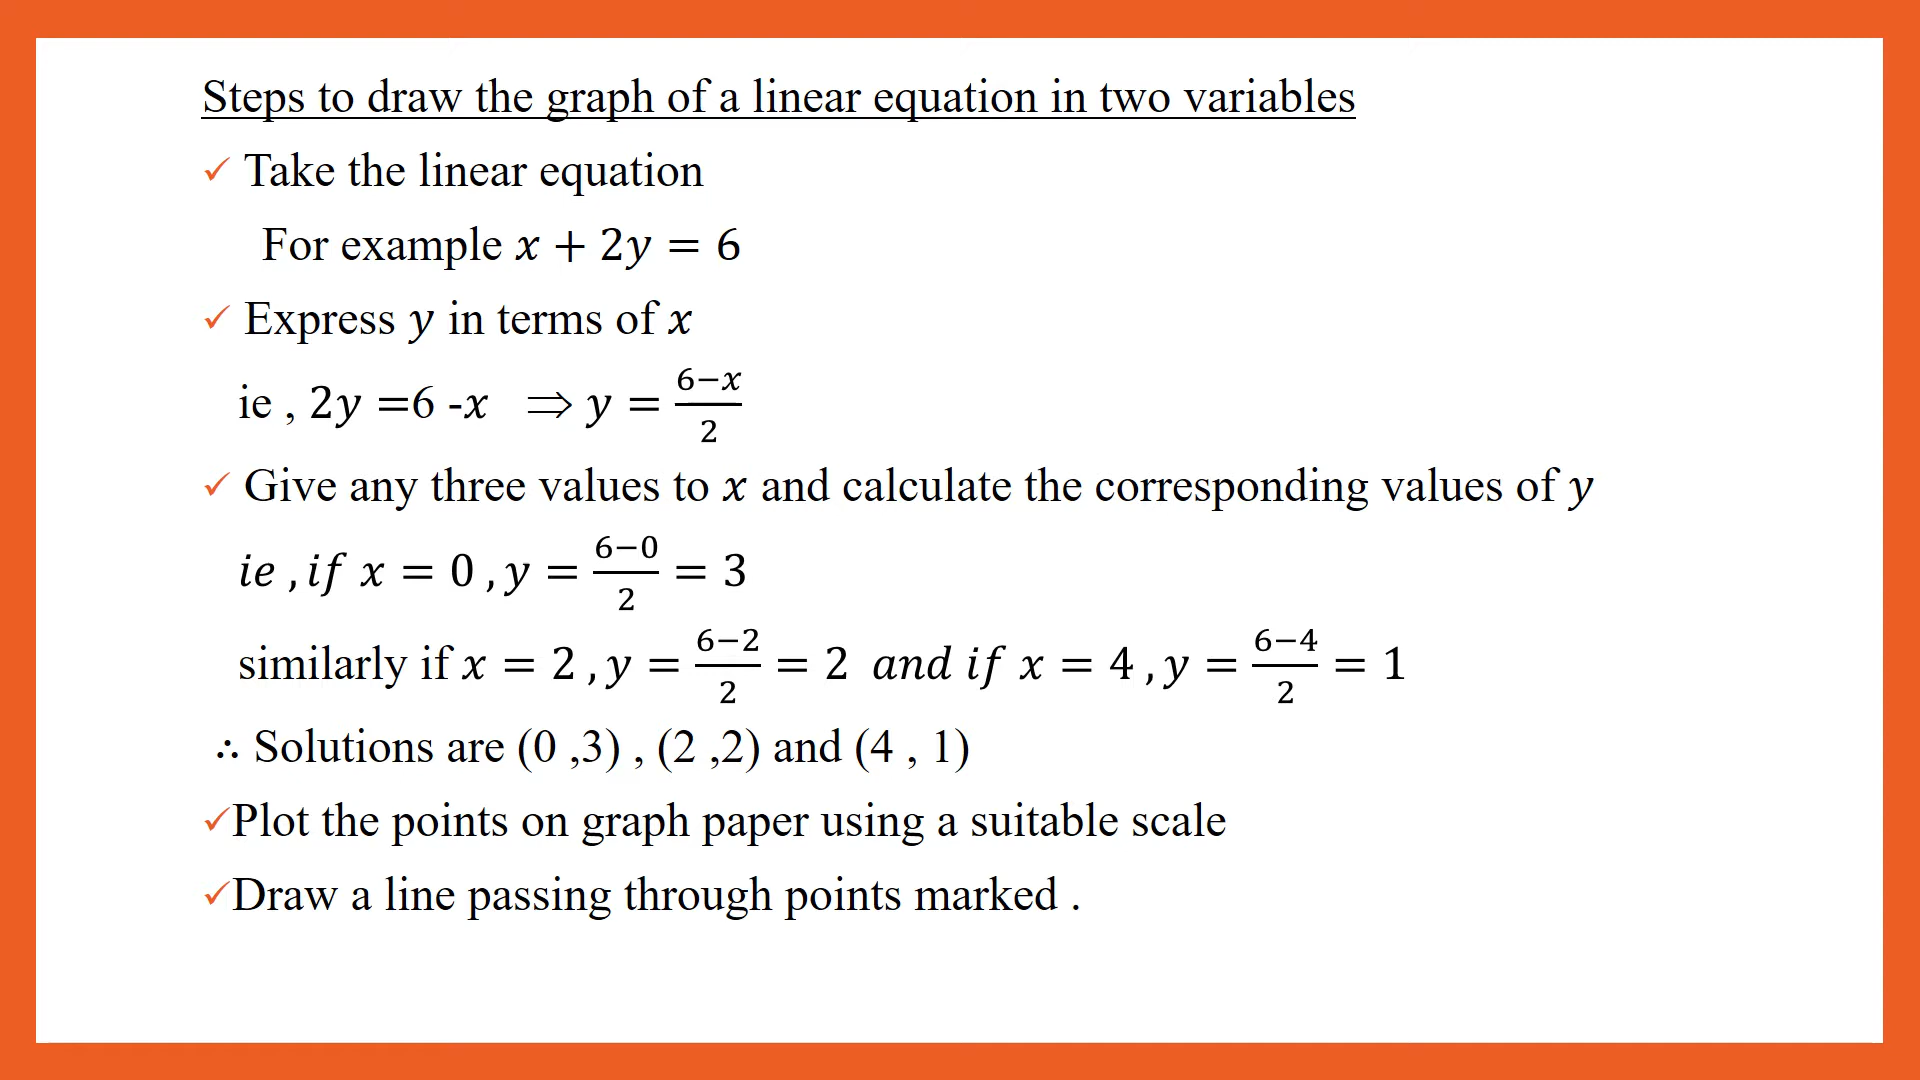 Steps to draw the graph of a linear equation in two variables
✓ Take the linear equation
For example x + 2y = 6
✓ Express y in terms of x
ie , 2y =6 -x ⟹ y = (6−x)/2
✓ Give any three values to x and calculate the corresponding values of y
ie , if x = 0 , y = (6−0)/2 = 3
similarly if x = 2 , y = (6−2)/2 = 2 and if x = 4 , y = (6−4)/2 = 1
∴ Solutions are (0 ,3) , (2 ,2) and (4 , 1)
✓Plot the points on graph paper using a suitable scale
✓Draw a line passing through points marked .